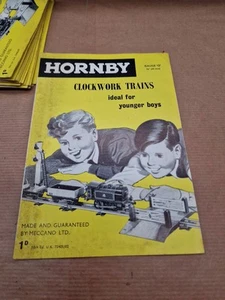 HORNBY
CLOCKWORK TRAINS
ideal for
younger boys
MADE AND GUARANTEED
BY MECCANO LTD.
1D